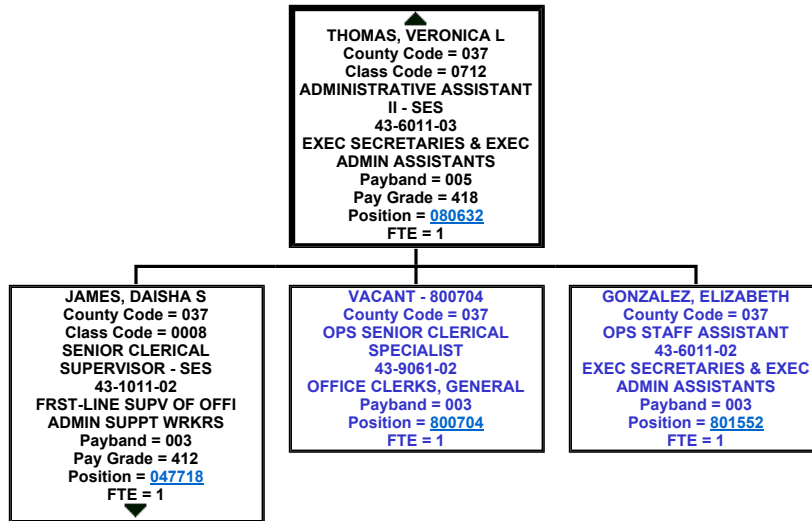 THOMAS, VERONICA L
County Code = 037
Class Code = 0712
ADMINISTRATIVE ASSISTANT
II - SES
43-6011-03
EXEC SECRETARIES & EXEC
ADMIN ASSISTANTS
Payband = 005
Pay Grade = 418
Position = 080632
FTE = 1
JAMES, DAISHA S
County Code = 037
Class Code = 0008
SENIOR CLERICAL
SUPERVISOR - SES
43-1011-02
FRST-LINE SUPV OF OFFI
ADMIN SUPPT WRKRS
Payband = 003
Pay Grade = 412
Position = 047718
FTE = 1
VACANT - 800704
County Code = 037
OPS SENIOR CLERICAL
SPECIALIST
43-9061-02
OFFICE CLERKS, GENERAL
Payband = 003
Position = 800704
FTE = 1
GONZALEZ, ELIZABETH
County Code = 037
OPS STAFF ASSISTANT
43-6011-02
EXEC SECRETARIES & EXEC
ADMIN ASSISTANTS
Payband = 003
Position = 801552
FTE = 1